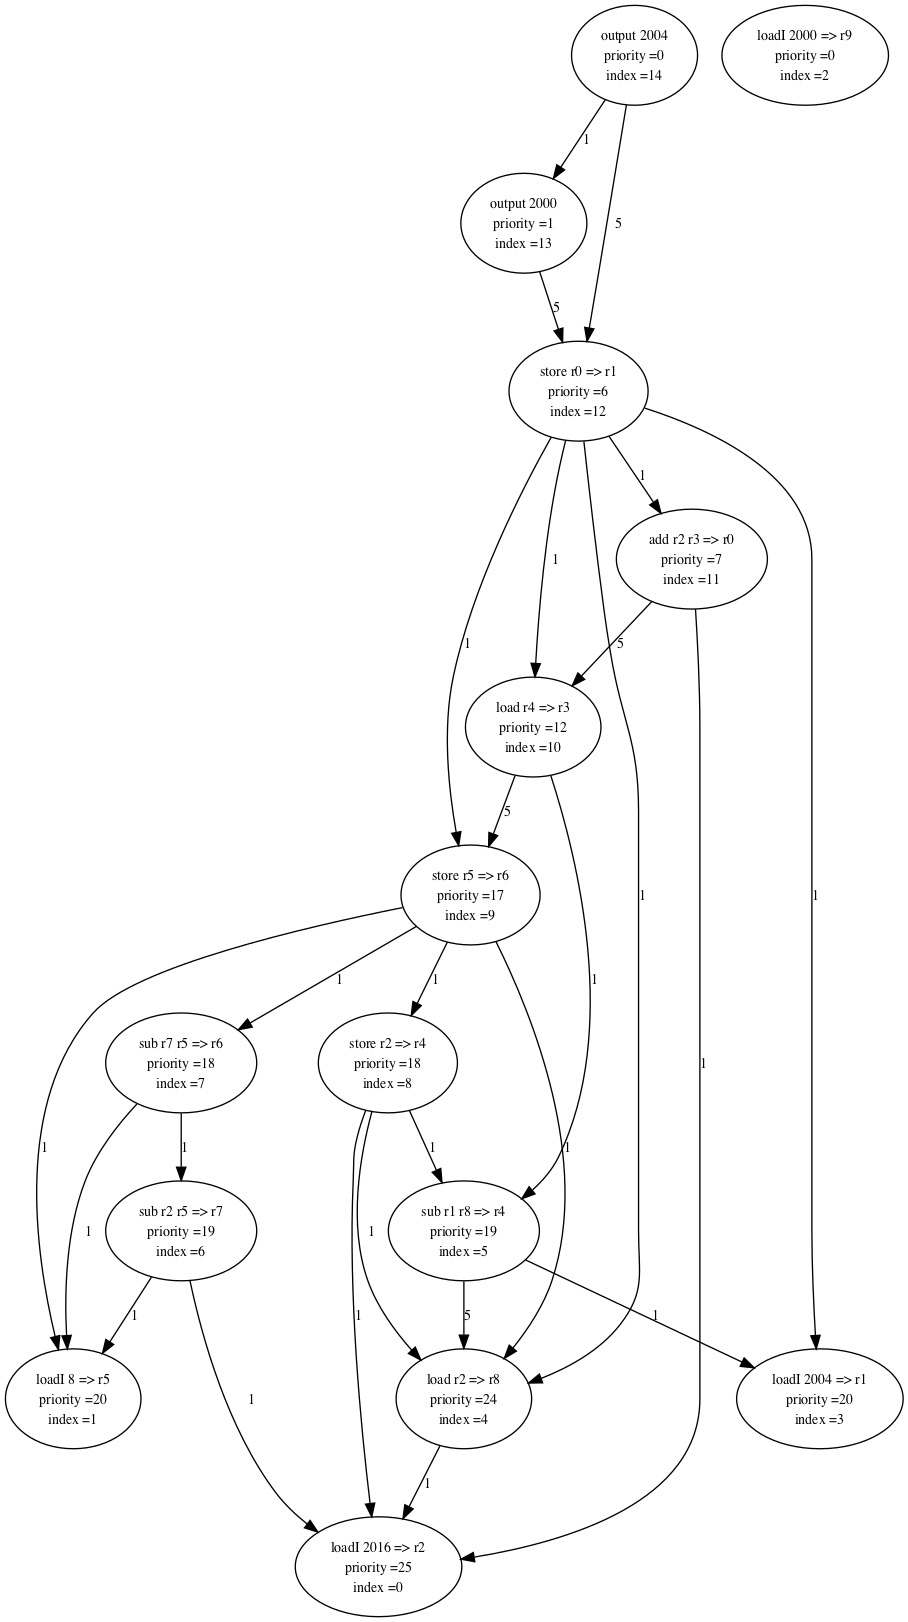 output 2004
priority =0
index =14
loadI 2000 => r9
priority =0
index =2
1
output 2000
priority =1
index =13
5
5
store r0 => r1
priority =6
index =12
1
add r2 r3 => r0
priority =7
index =11
1
1
5
load r4 => r3
priority =12
index =10
5
store r5 => r6
priority =17
index =9
1
1
1
1
1
sub r7 r5 => r6
priority =18
index =7
store r2 => r4
priority =18
index =8
1
1
1
1
1
sub r2 r5 => r7
priority =19
index =6
sub r1 r8 => r4
priority =19
index =5
1
1
1
1
5
1
loadI 8 => r5
priority =20
index =1
1
load r2 => r8
priority =24
index =4
loadI 2004 => r1
priority =20
index =3
1
loadI 2016 => r2
priority =25
index =0